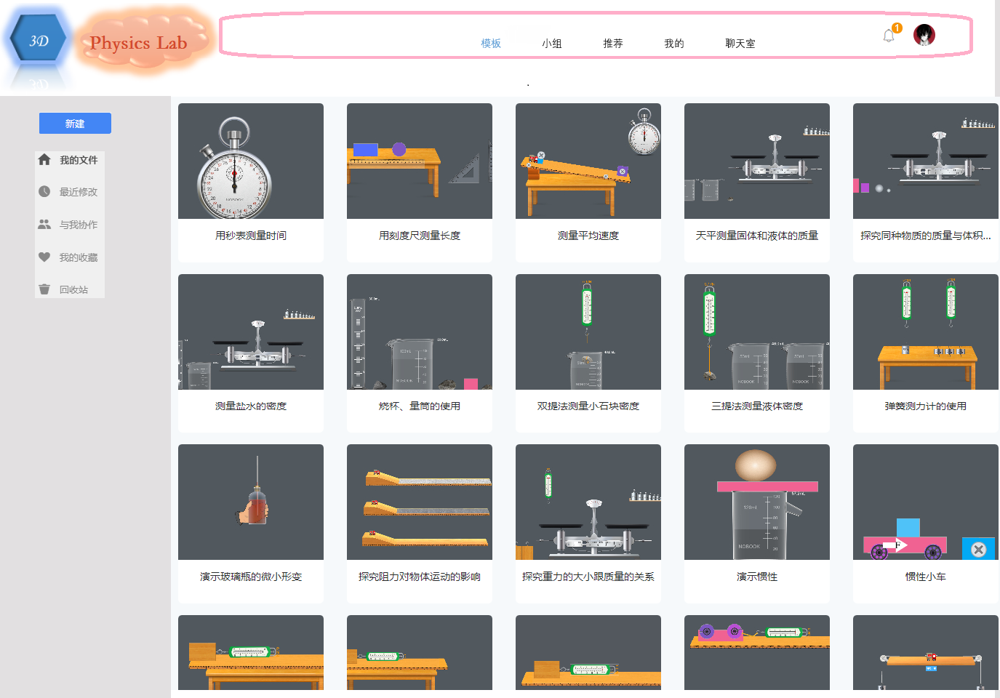 3D
Physics Lab
模板
小组
推荐
我的
聊天室
1
新建
我的文件
最近修改
与我协作
我的收藏
回收站
用秒表测量时间
用刻度尺测量长度
测量平均速度
天平测量固体和液体的质量
探究同种物质的质量与体积...
测量盐水的密度
烧杯、量筒的使用
双提法测量小石块密度
三提法测量液体密度
弹簧测力计的使用
演示玻璃瓶的微小形变
探究阻力对物体运动的影响
探究重力的大小跟质量的关系
120ml
NOBOOK
演示惯性
F
惯性小车